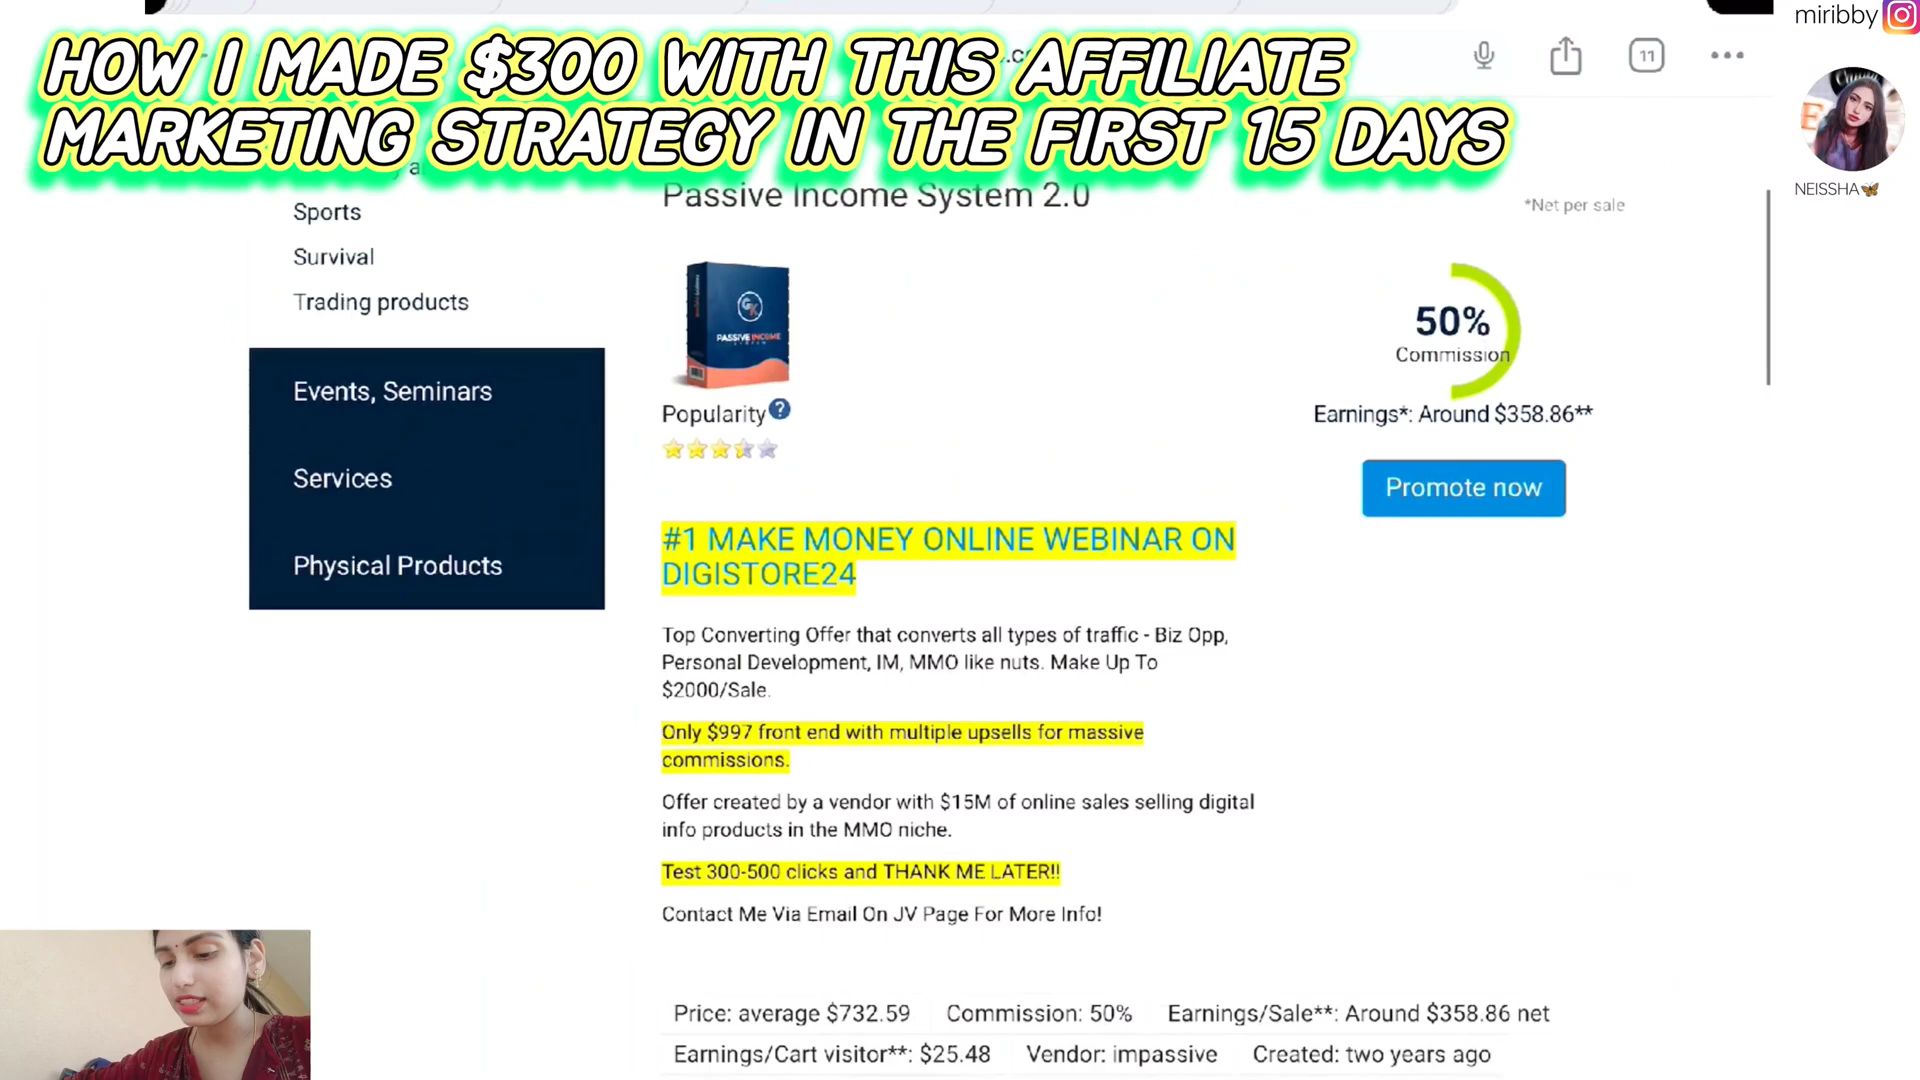 miribby
HOW I MADE $300 WITH THIS AFFILIATE
MARKETING STRATEGY IN THE FIRST 15 DAYS
11
NEISSHA🦋
Sports
Survival
Trading products
Events, Seminars
Services
Physical Products
Passive Income System 2.0
*Net per sale
GK
PASSIVE INCOME
SYSTEM
50%
Commission
Popularity ?
Earnings*: Around $358.86**
Promote now
#1 MAKE MONEY ONLINE WEBINAR ON
DIGISTORE24
Top Converting Offer that converts all types of traffic - Biz Opp,
Personal Development, IM, MMO like nuts. Make Up To
$2000/Sale.
Only $997 front end with multiple upsells for massive
commissions.
Offer created by a vendor with $15M of online sales selling digital
info products in the MMO niche.
Test 300-500 clicks and THANK ME LATER!!
Contact Me Via Email On JV Page For More Info!
Price: average $732.59 Commission: 50% Earnings/Sale**: Around $358.86 net
Earnings/Cart visitor**: $25.48 Vendor: impassive Created: two years ago